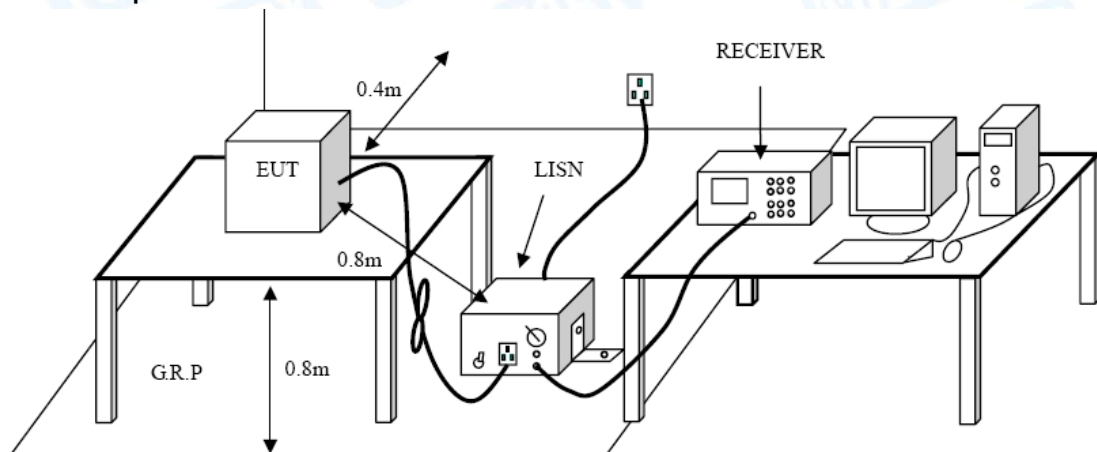 RECEIVER
0.4m
EUT
LISN
0.8m
G.R.P
0.8m